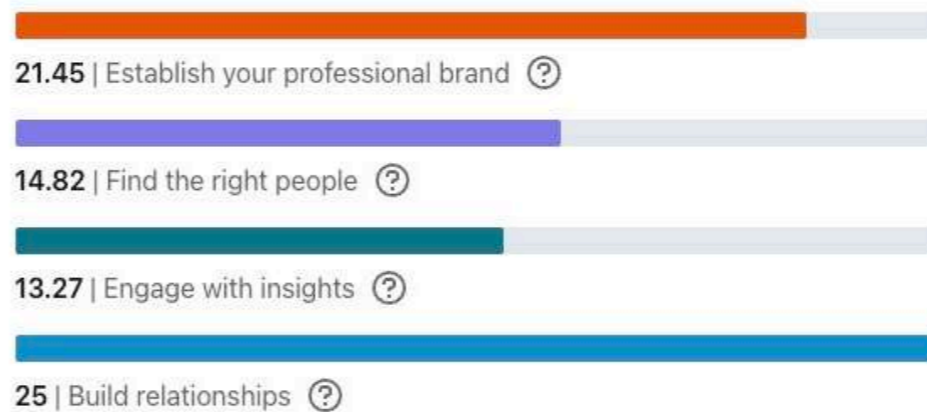 21.45 | Establish your professional brand ?
14.82 | Find the right people ?
13.27 | Engage with insights ?
25 | Build relationships ?